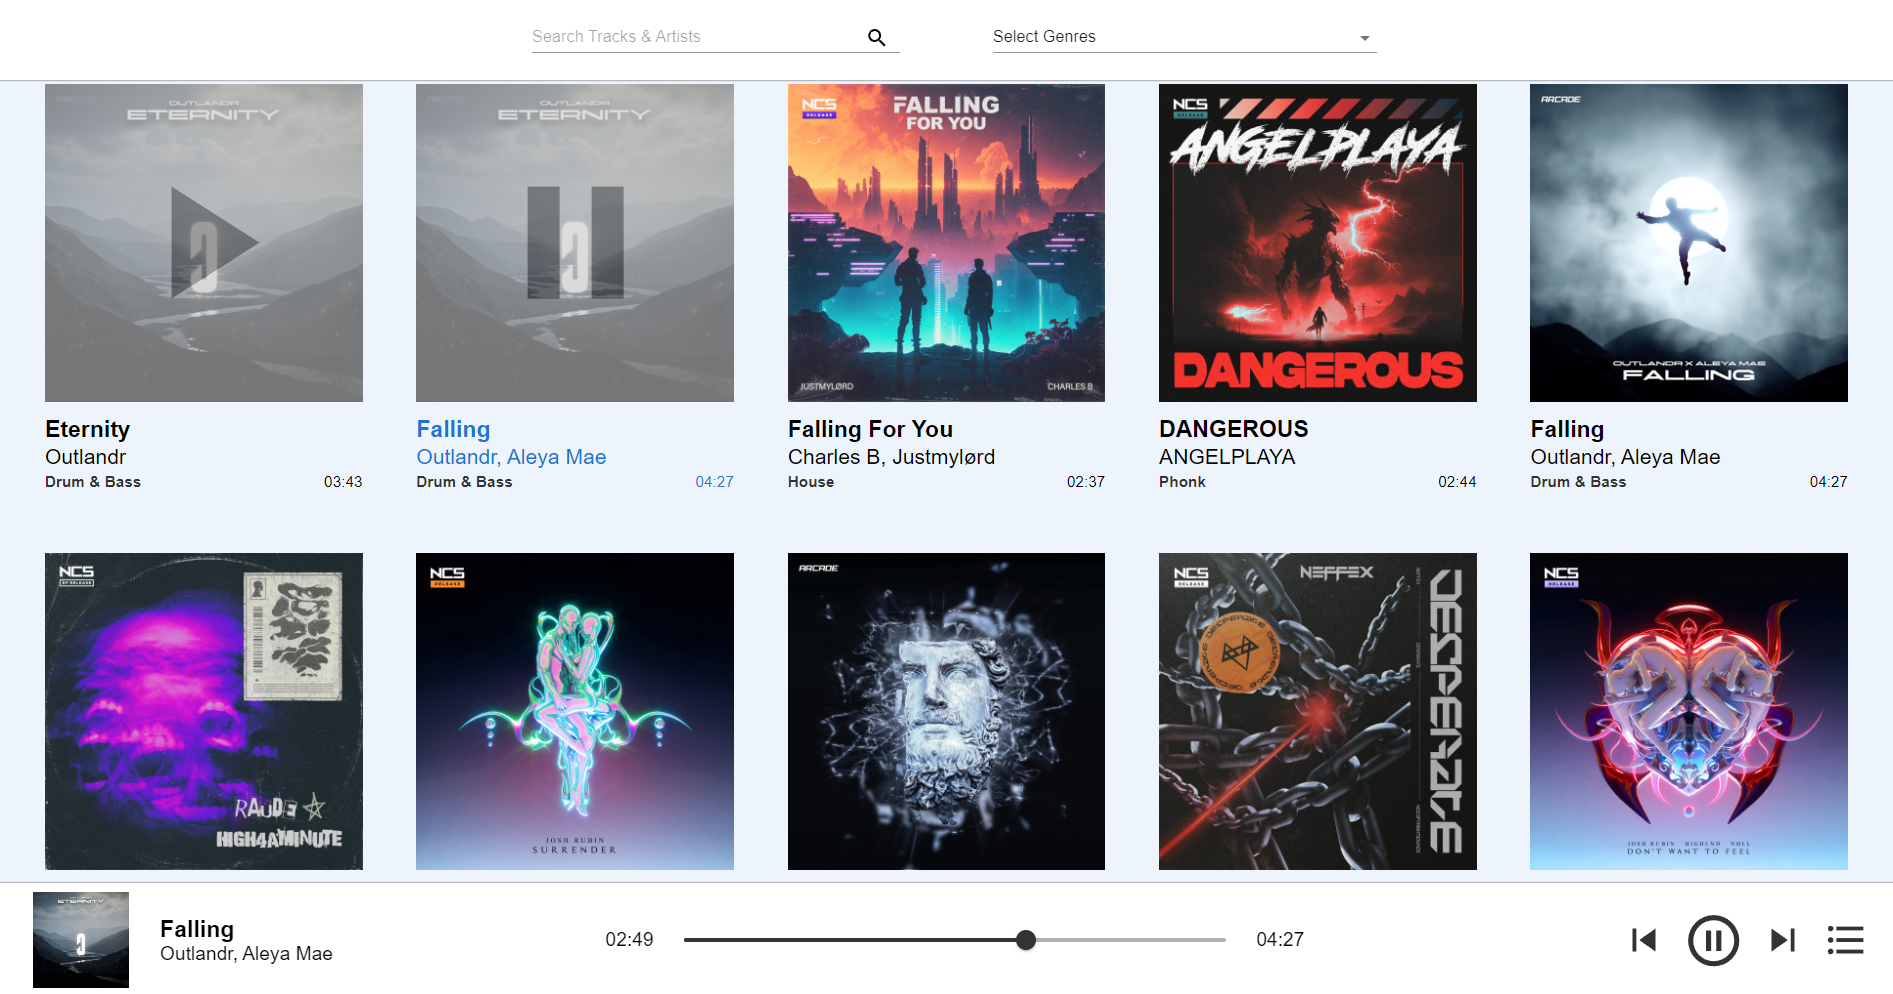 Search Tracks & Artists
Select Genres
ARCADE
OUTLANDR
ETERNITY
ARCADE
OUTLANDR
ETERNITY
NCS
RELEASE
FALLING
FOR YOU
JUSTMYLØRD
CHARLES B
NCS
RELEASE
ANGELPLAYA
DANGEROUS
ARCADE
OUTLANDR X ALEYA MAE
FALLING
Eternity
Outlandr
Drum & Bass
03:43
Falling
Outlandr, Aleya Mae
Drum & Bass
04:27
Falling For You
Charles B, Justmylørd
House
02:37
DANGEROUS
ANGELPLAYA
Phonk
02:44
Falling
Outlandr, Aleya Mae
Drum & Bass
04:27
NCS
EP RELEASE
RAUDE
HIGH4AMINUTE
NCS
RELEASE
JOSH RUBIN
SURRENDER
ARCADE
NCS
RELEASE
NEFFEX
DESPERATE
NCS
RELEASE
JOSH RUBIN HIGHLND NØLL
DON'T WANT TO FEEL
ETERNITY
Falling
Outlandr, Aleya Mae
02:49
04:27